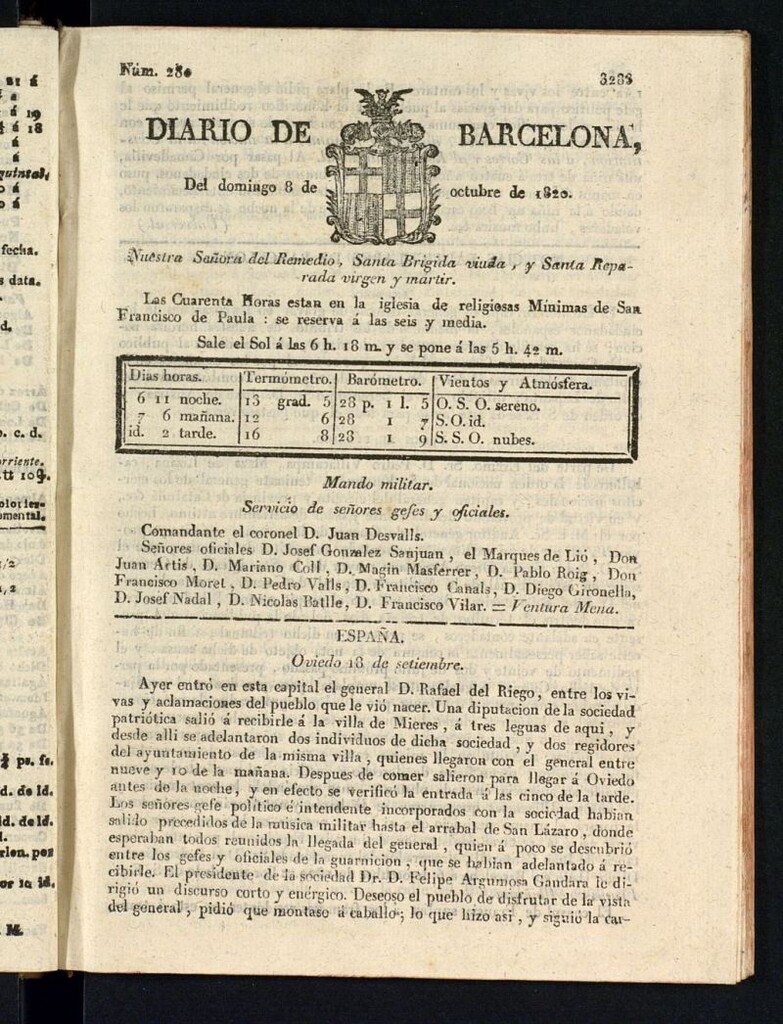 Núm. 280
3283
DIARIO DE BARCELONA,
Del domingo 8 de octubre de 1820.
Nuestra Señora del Remedio, Santa Brigida viuda, y Santa Repa-
rada virgen y martir.
Las Cuarenta Horas estan en la iglesia de religiosas Mínimas de San
Francisco de Paula : se reserva á las seis y media.
Sale el Sol á las 6 h. 18 m. y se pone á las 5 h. 42 m.
Dias horas. Termómetro. Barómetro. Vientos y Atmósfera.
6 11 noche. 13 grad. 5 28 p. 1 l. 5 O. S. O. sereno.
7 6 mañana. 12 6 28 1 7 S. O. id.
id. 2 tarde. 16 8 28 1 9 S. S. O. nubes.
Mando militar.
Servicio de señores gefes y oficiales.
Comandante el coronel D. Juan Desvalls.
Señores oficiales D. Josef Gonzalez Sanjuan, el Marques de Lió, Don
Juan Artis, D. Mariano Coll, D. Magin Masferrer, D. Pablo Roig, Don
Francisco Moret, D. Pedro Valls, D. Francisco Canals, D. Diego Gironella,
D. Josef Nadal, D. Nicolas Batlle, D. Francisco Vilar. = Ventura Mena.
ESPAÑA.
Oviedo 18 de setiembre.
Ayer entró en esta capital el general D. Rafael del Riego, entre los vi-
vas y aclamaciones del pueblo que le vió nacer. Una diputacion de la sociedad
patriótica salió á recibirle á la villa de Mieres, á tres leguas de aqui, y
desde alli se adelantaron dos individuos de dicha sociedad, y dos regidores
del ayuntamiento de la misma villa, quienes llegaron con el general entre
nueve y 10 de la mañana. Despues de comer salieron para llegar á Oviedo
antes de la noche, y en efecto se verificó la entrada á las cinco de la tarde.
Los señores gefe político é intendente incorporados con la sociedad habian
salido precedidos de la musica militar hasta el arrabal de San Lázaro, donde
esperaban todos reunidos la llegada del general, quien á poco se descubrió
entre los gefes y oficiales de la guarnicion, que se habian adelantado á re-
cibirle. El presidente de la sociedad Dr. D. Felipe Argumosa Gandara le di-
rigió un discurso corto y enérgico. Deseoso el pueblo de disfrutar de la vista
del general, pidió que montase á caballo; lo que hizo asi, y siguió la car-